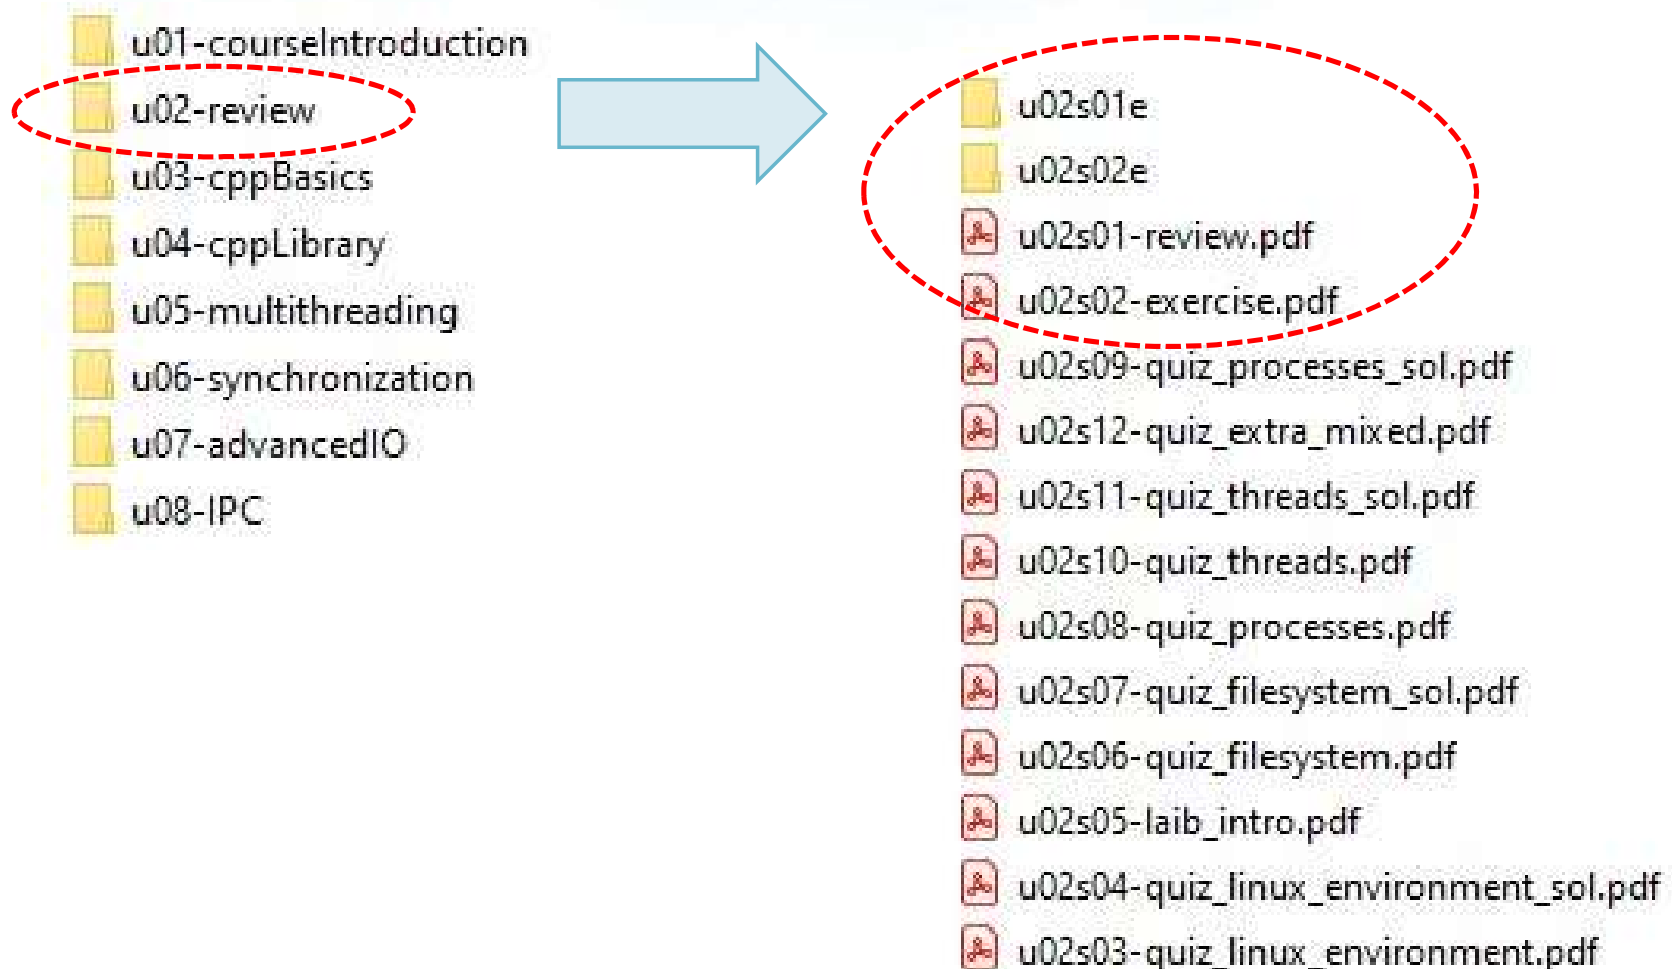 u01-courseIntroduction
u02-review
u03-cppBasics
u04-cppLibrary
u05-multithreading
u06-synchronization
u07-advancedIO
u08-IPC
u02s01e
u02s02e
u02s01-review.pdf
u02s02-exercise.pdf
u02s09-quiz_processes_sol.pdf
u02s12-quiz_extra_mixed.pdf
u02s11-quiz_threads_sol.pdf
u02s10-quiz_threads.pdf
u02s08-quiz_processes.pdf
u02s07-quiz_filesystem_sol.pdf
u02s06-quiz_filesystem.pdf
u02s05-laib_intro.pdf
u02s04-quiz_linux_environment_sol.pdf
u02s03-quiz_linux_environment.pdf